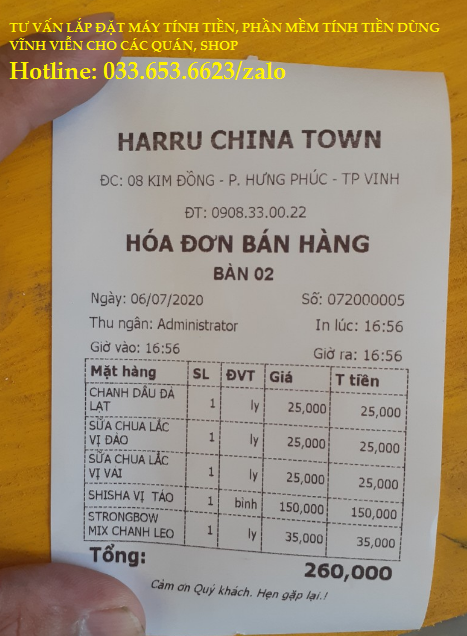 TƯ VẤN LẮP ĐẶT MÁY TÍNH TIỀN, PHẦN MỀM TÍNH TIỀN DÙNG
VĨNH VIỄN CHO CÁC QUÁN, SHOP
Hotline: 033.653.6623/zalo
HARRU CHINA TOWN
ĐC: 08 KIM ĐỒNG - P. HƯNG PHÚC - TP VINH
ĐT: 0908.33.00.22
HÓA ĐƠN BÁN HÀNG
BÀN 02
Ngày: 06/07/2020 Số: 072000005
Thu ngân: Administrator In lúc: 16:56
Giờ vào: 16:56 Giờ ra: 16:56
Mặt hàng SL ĐVT Giá T tiền
CHANH DÂU ĐÀ
LẠT 1 ly 25,000 25,000
SỮA CHUA LẮC
VỊ ĐÀO 1 ly 25,000 25,000
SỮA CHUA LẮC
VỊ VẢI 1 ly 25,000 25,000
SHISHA VỊ TÁO 1 bình 150,000 150,000
STRONGBOW
MIX CHANH LEO 1 ly 35,000 35,000
Tổng: 260,000
Cảm ơn Quý khách. Hẹn gặp lại.!